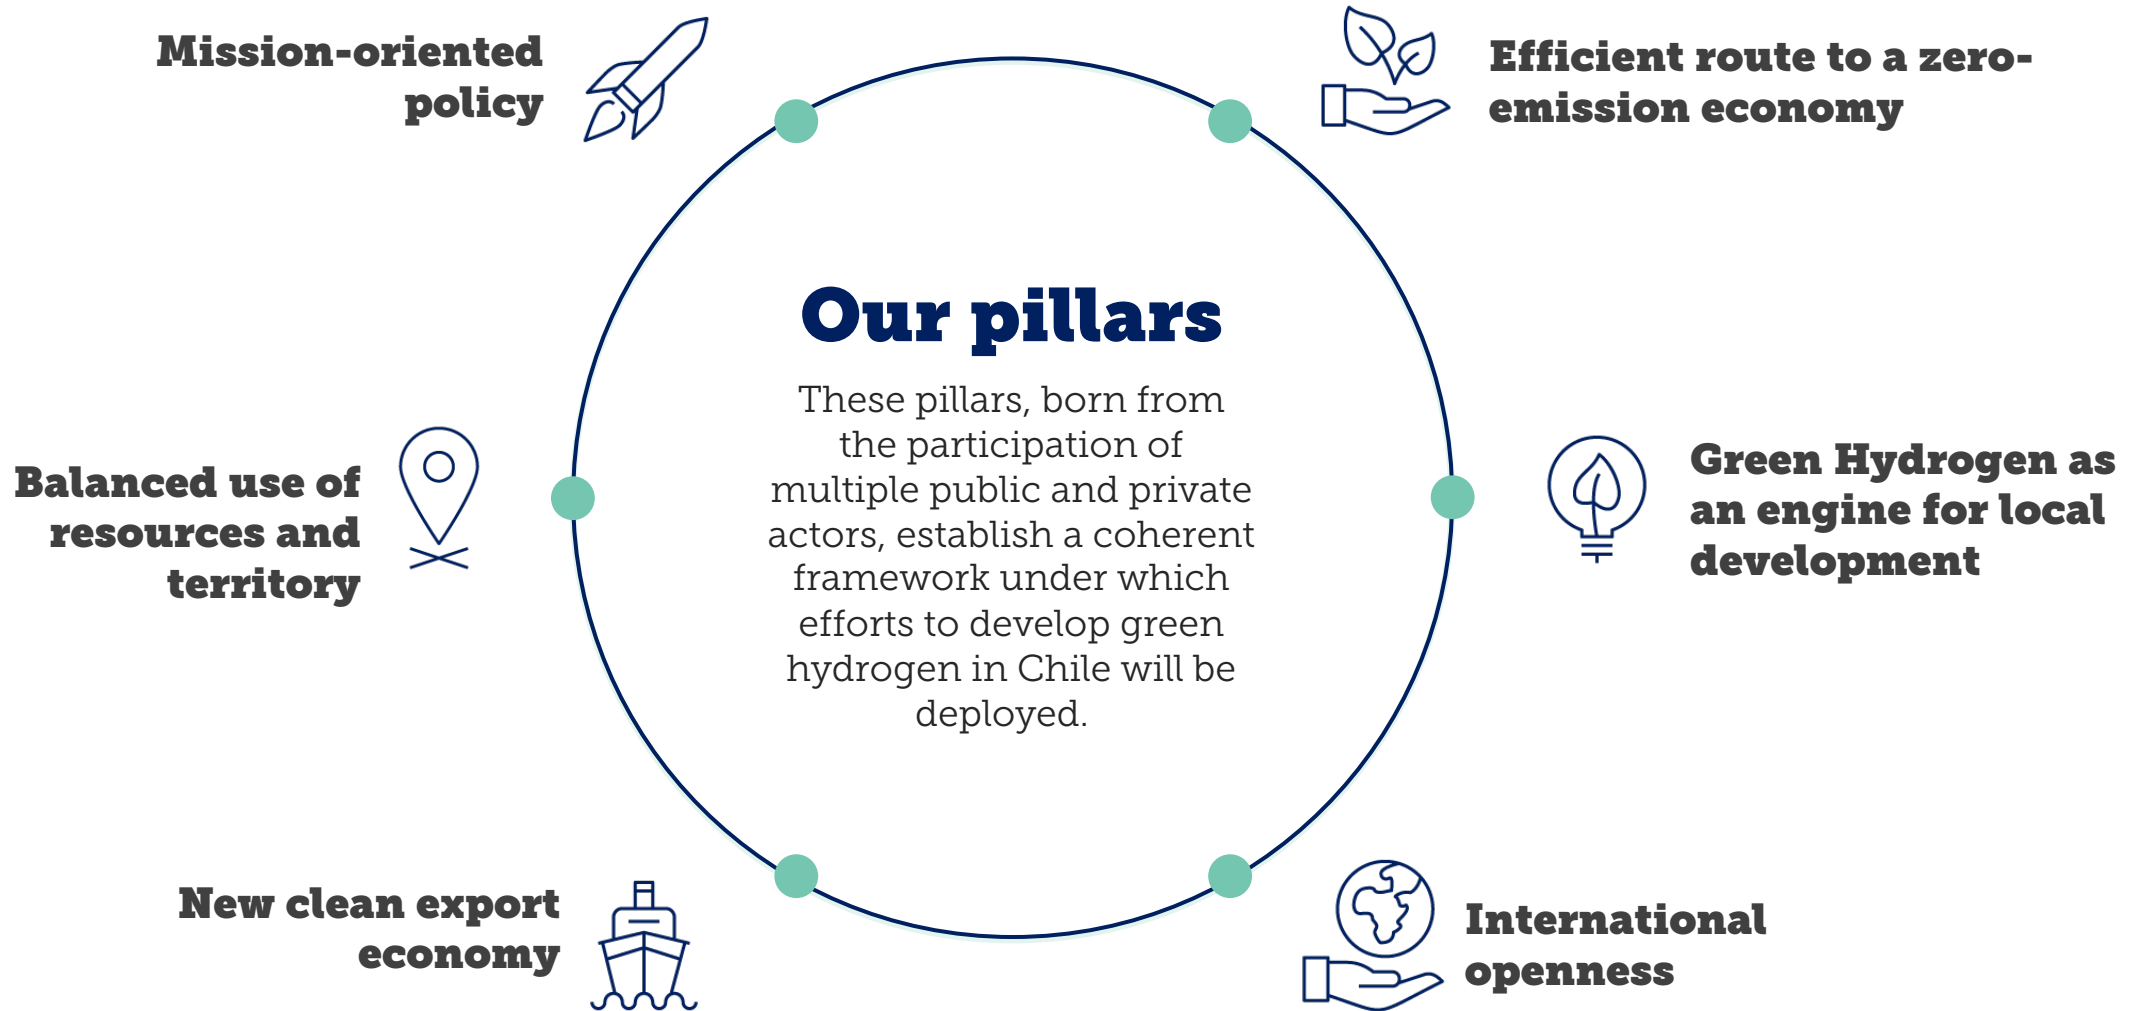 Mission-oriented
policy
Efficient route to a zero-
emission economy
Our pillars
These pillars, born from
the participation of
multiple public and private
actors, establish a coherent
framework under which
efforts to develop green
hydrogen in Chile will be
deployed.
Balanced use of
resources and
territory
Green Hydrogen as
an engine for local
development
New clean export
economy
International
openness